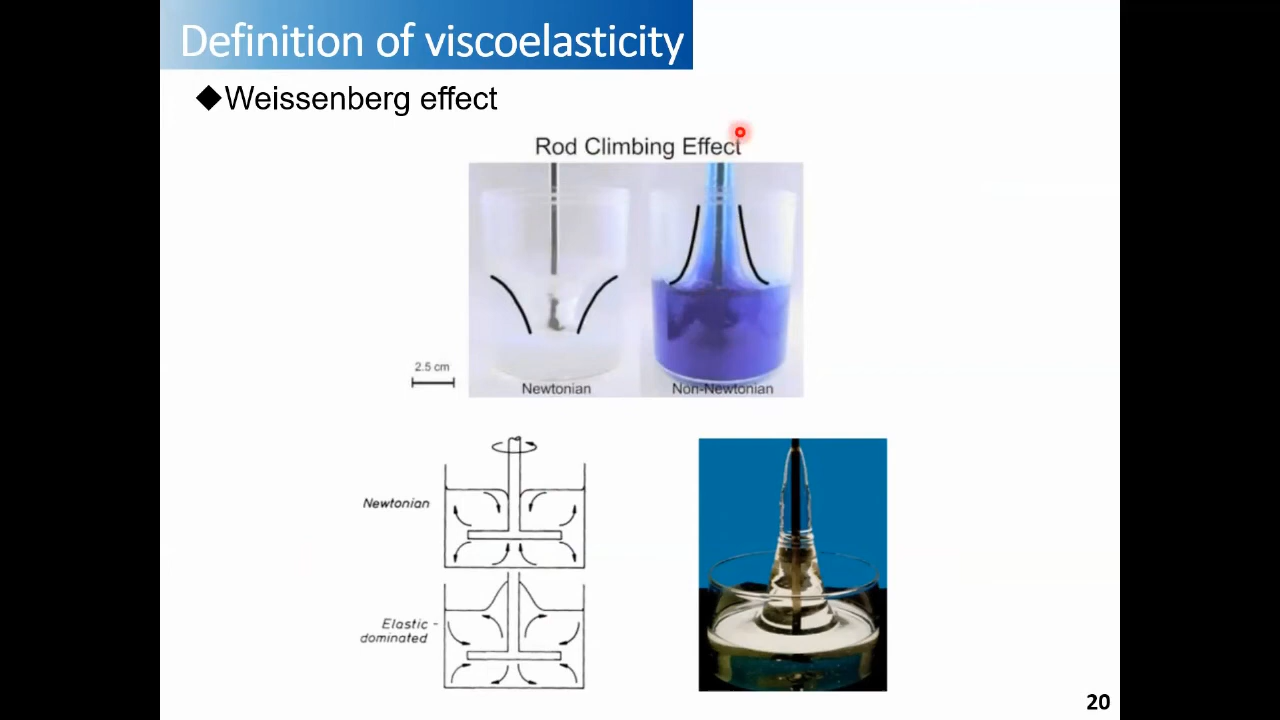 Definition of viscoelasticity
◆Weissenberg effect
Rod Climbing Effect
2.5 cm
Newtonian
Non-Newtonian
Newtonian
Elastic -
dominated
20